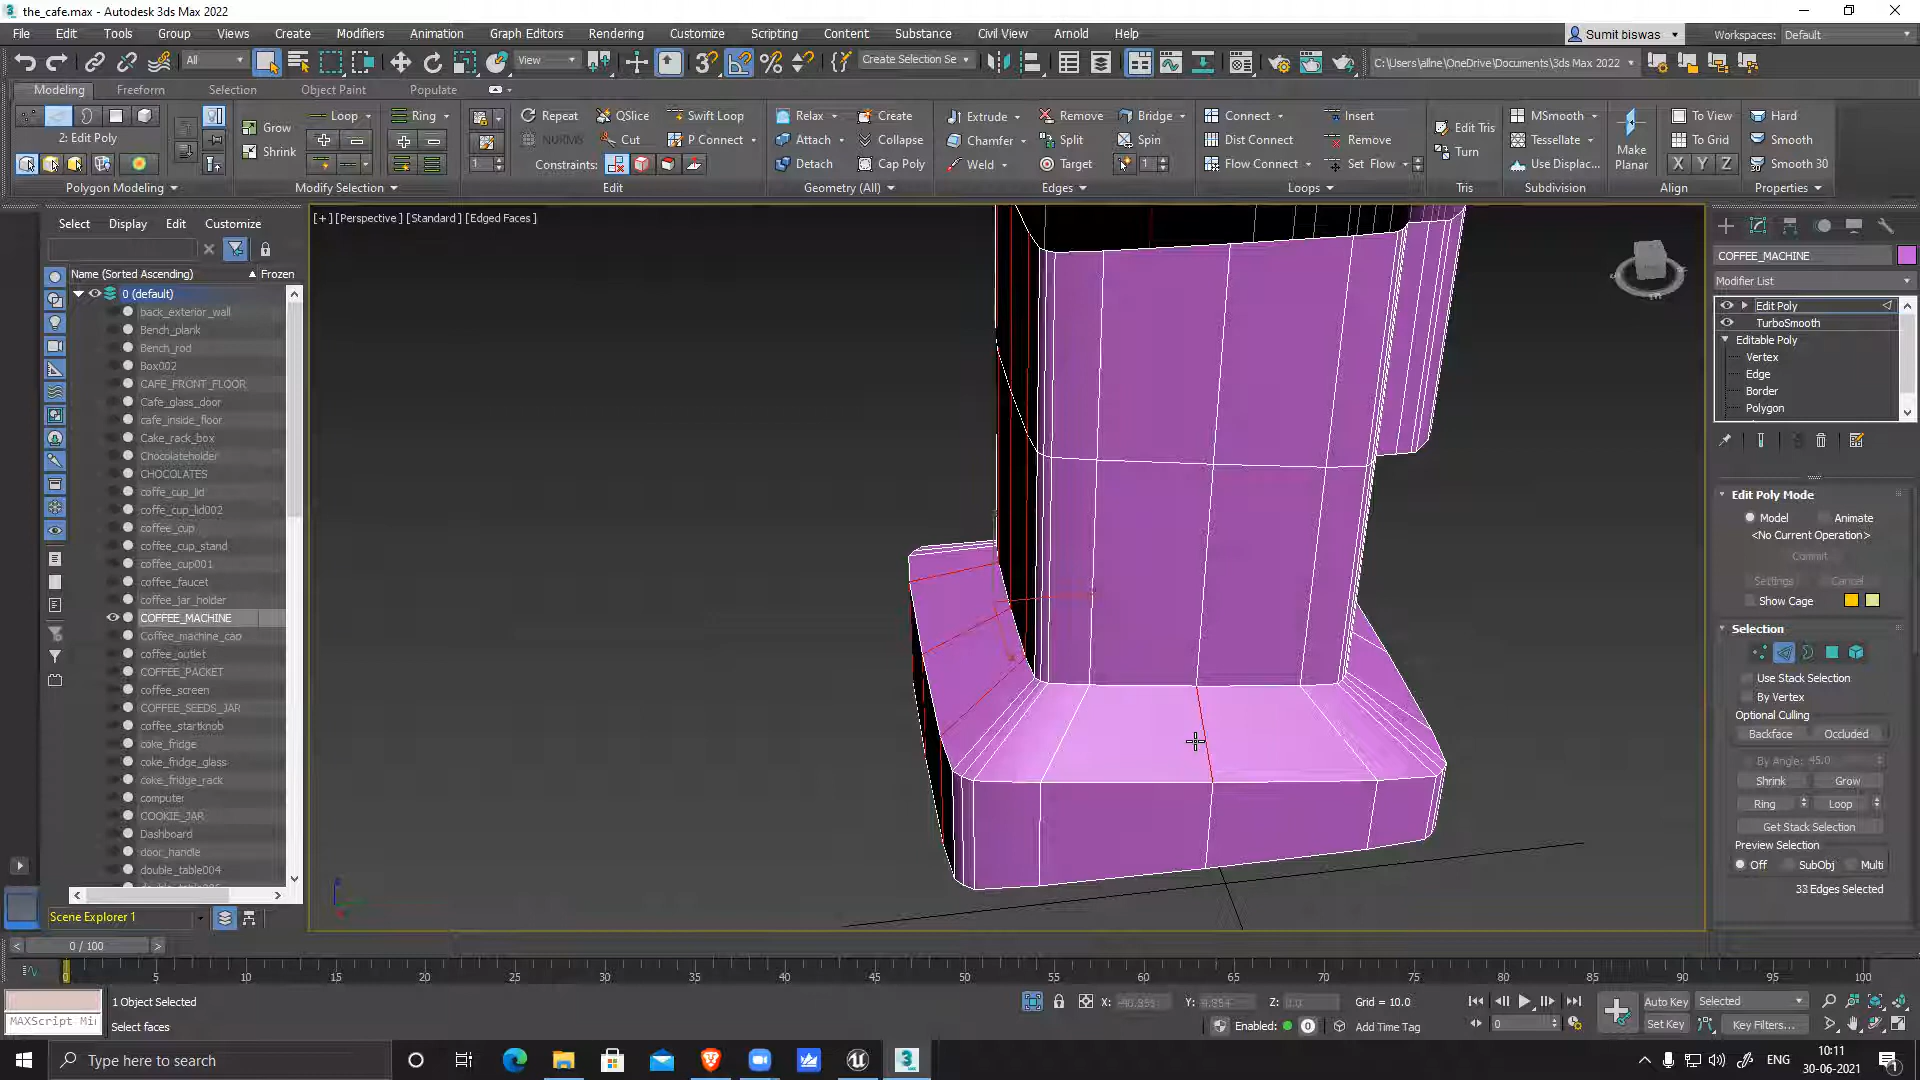 the_cafe.max - Autodesk 3ds Max 2022
File Edit Tools Group Views Create Modifiers Animation Graph Editors Rendering Customize Scripting Content Substance Civil View Arnold Help
Sumit biswas
Workspaces: Default
All
View
Create Selection Se
C:\Users\allne\OneDrive\Documents\3ds Max 2022
Modeling Freeform Selection Object Paint Populate
2: Edit Poly
Polygon Modeling
Grow
Shrink
Loop
Ring
Modify Selection
Repeat QSlice Swift Loop
NURMS Cut P Connect
Constraints:
Edit
Relax Create
Attach Collapse
Detach Cap Poly
Geometry (All)
Extrude Remove Bridge
Chamfer Split Spin
Weld Target 1
Edges
Connect Insert
Dist Connect Remove
Flow Connect Set Flow
Loops
Edit Tris
Turn
Tris
MSmooth
Tessellate
Use Displac...
Subdivision
Make Planar
To View
To Grid
X Y Z
Align
Hard
Smooth
Smooth 30
Properties
Select Display Edit Customize
Name (Sorted Ascending) Frozen
0 (default)
back_exterior_wall
Bench_plank
Bench_rod
Box002
CAFE_FRONT_FLOOR
Cafe_glass_door
cafe_inside_floor
Cake_rack_box
Chocolateholder
CHOCOLATES
coffe_cup_lid
coffe_cup_lid002
coffee_cup
coffee_cup_stand
coffee_cup001
coffee_faucet
coffee_jar_holder
COFFEE_MACHINE
Coffee_machine_cao
coffee_outlet
COFFEE_PACKET
coffee_screen
COFFEE_SEEDS_JAR
coffee_startknob
coke_fridge
coke_fridge_glass
coke_fridge_rack
computer
COOKIE_JAR
Dashboard
door_handle
double_table004
Scene Explorer 1
[+] [Perspective] [Standard] [Edged Faces]
COFFEE_MACHINE
Modifier List
Edit Poly
TurboSmooth
Editable Poly
Vertex
Edge
Border
Polygon
Edit Poly Mode
Model Animate
<No Current Operation>
Commit
Settings Cancel
Show Cage
Selection
Use Stack Selection
By Vertex
Optional Culling
Backface Occluded
By Angle: 45.0
Shrink Grow
Ring Loop
Get Stack Selection
Preview Selection
Off SubObj Multi
33 Edges Selected
0 / 100
0 5 10 15 20 25 30 35 40 45 50 55 60 65 70 75 80 85 90 95 100
1 Object Selected
MAXScript Mi
Select faces
X: Y: Z: Grid = 10.0
Enabled: 0 Add Time Tag
0
Auto Key Selected
Set Key Key Filters...
Type here to search
ENG
10:11
30-06-2021
1